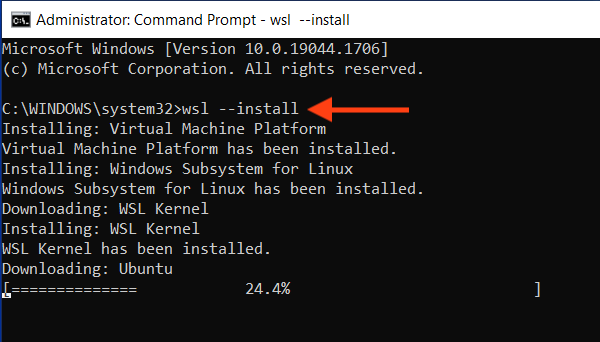 Administrator: Command Prompt - wsl --install
Microsoft Windows [Version 10.0.19044.1706]
(c) Microsoft Corporation. All rights reserved.
C:\WINDOWS\system32>wsl --install
Installing: Virtual Machine Platform
Virtual Machine Platform has been installed.
Installing: Windows Subsystem for Linux
Windows Subsystem for Linux has been installed.
Downloading: WSL Kernel
Installing: WSL Kernel
WSL Kernel has been installed.
Downloading: Ubuntu
[============== 24.4% ]